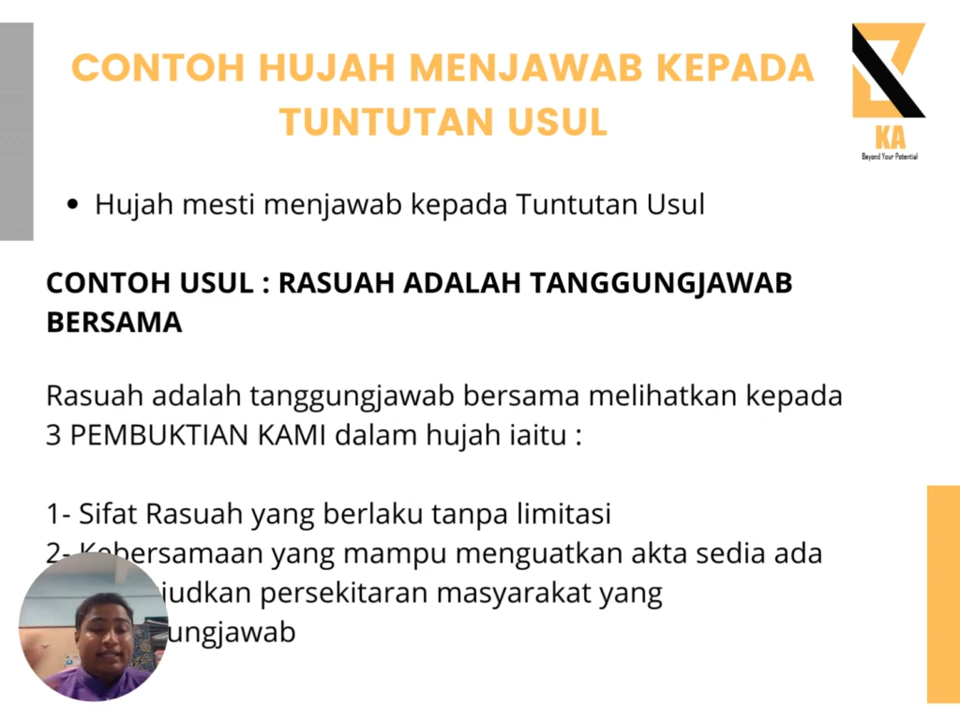 CONTOH HUJAH MENJAWAB KEPADA
TUNTUTAN USUL
KA
Beyond Your Potential
• Hujah mesti menjawab kepada Tuntutan Usul
CONTOH USUL : RASUAH ADALAH TANGGUNGJAWAB
BERSAMA
Rasuah adalah tanggungjawab bersama melihatkan kepada
3 PEMBUKTIAN KAMI dalam hujah iaitu :
1- Sifat Rasuah yang berlaku tanpa limitasi
2- Kebersamaan yang mampu menguatkan akta sedia ada
persekitaran masyarakat yang